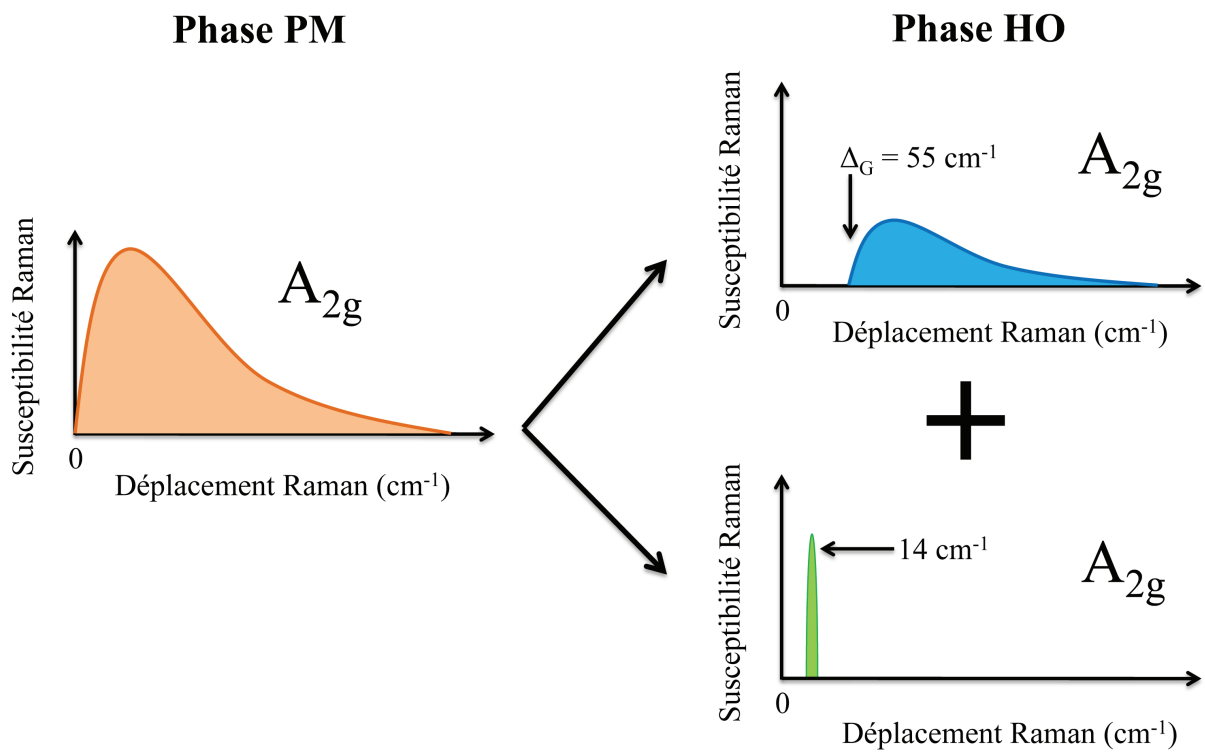 Phase PM
Phase HO
Susceptibilité Raman
A2g
0
Déplacement Raman (cm-1)
Susceptibilité Raman
ΔG = 55 cm-1
A2g
0
Déplacement Raman (cm-1)
+
Susceptibilité Raman
14 cm-1
A2g
0
Déplacement Raman (cm-1)